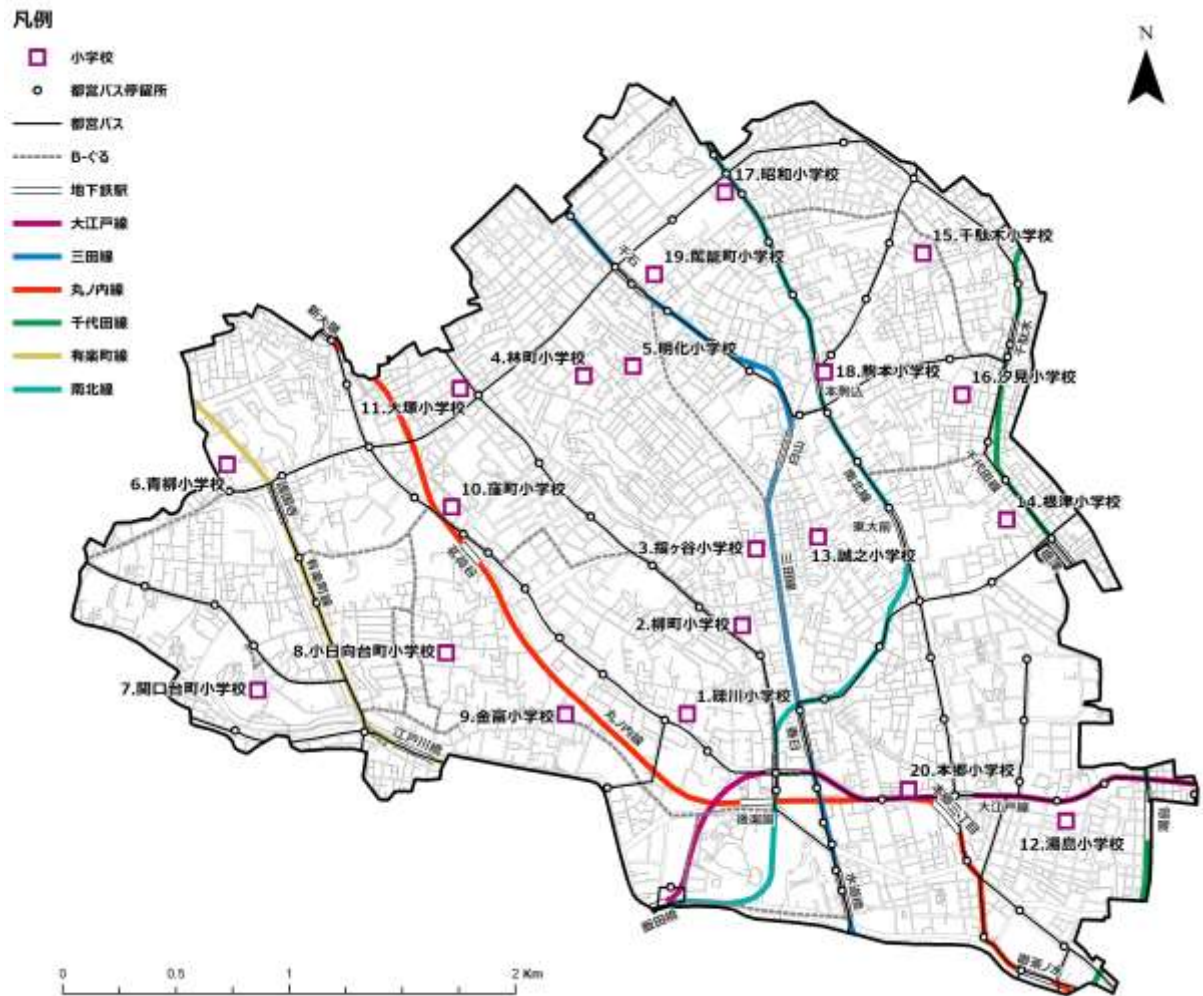 凡例
小学校
都営バス停留所
都営バス
B-ぐる
地下鉄駅
大江戸線
三田線
丸ノ内線
千代田線
有楽町線
南北線
N
17.昭和小学校
15.千駄木小学校
千石
19.駕籠町小学校
新大塚
千駄木
4.林町小学校
5.明化小学校
18.駒本小学校
本駒込
16.汐見小学校
11.大塚小学校
白山
千代田線
6.青柳小学校
護国寺
10.窪町小学校
南北線
14.根津小学校
東大前
茗荷谷
3.指ヶ谷小学校
13.誠之小学校
根津
有楽町線
三田線
2.柳町小学校
8.小日向台町小学校
7.関口台町小学校
1.礫川小学校
9.金富小学校
丸ノ内線
江戸川橋
春日
20.本郷小学校
本郷三丁目
大江戸線
後楽園
湯島
12.湯島小学校
水道橋
飯田橋
御茶ノ水
0 0.5 1 2 Km